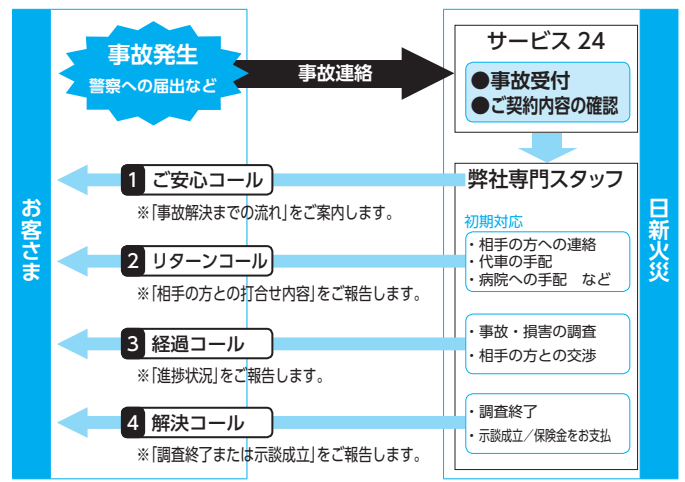 お客さま
事故発生
警察への届出など
事故連絡
サービス 24
●事故受付
●ご契約内容の確認
日新火災
弊社専門スタッフ
1 ご安心コール
※「事故解決までの流れ」をご案内します。
初期対応
・相手の方への連絡
・代車の手配
・病院への手配 など
2 リターンコール
※「相手の方との打合せ内容」をご報告します。
・事故・損害の調査
・相手の方との交渉
3 経過コール
※「進捗状況」をご報告します。
・調査終了
・示談成立／保険金をお支払
4 解決コール
※「調査終了または示談成立」をご報告します。